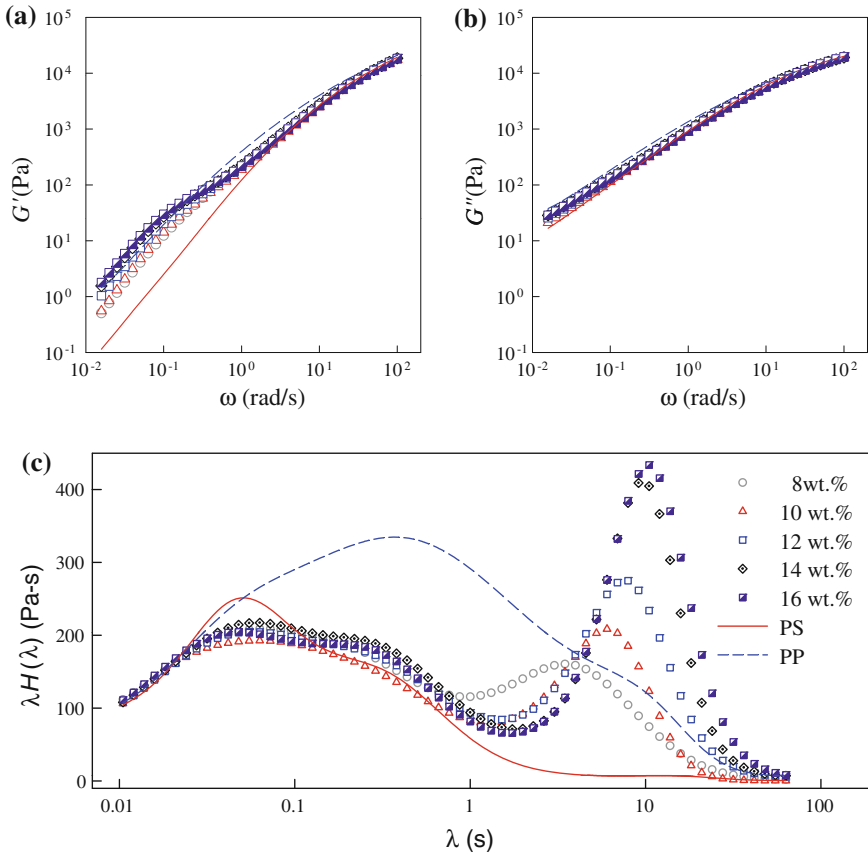 (a)
10^5
10^4
10^3
10^2
10^1
10^0
10^-1
G'(Pa)
10^-2 10^-1 10^0 10^1 10^2
ω (rad/s)
(b)
10^5
10^4
10^3
10^2
10^1
10^0
10^-1
G''(Pa)
10^-2 10^-1 10^0 10^1 10^2
ω (rad/s)
(c)
400
300
200
100
0
λH(λ) (Pa-s)
0.01 0.1 1 10 100
λ (s)
8wt.%
10 wt.%
12 wt.%
14 wt.%
16 wt.%
PS
PP